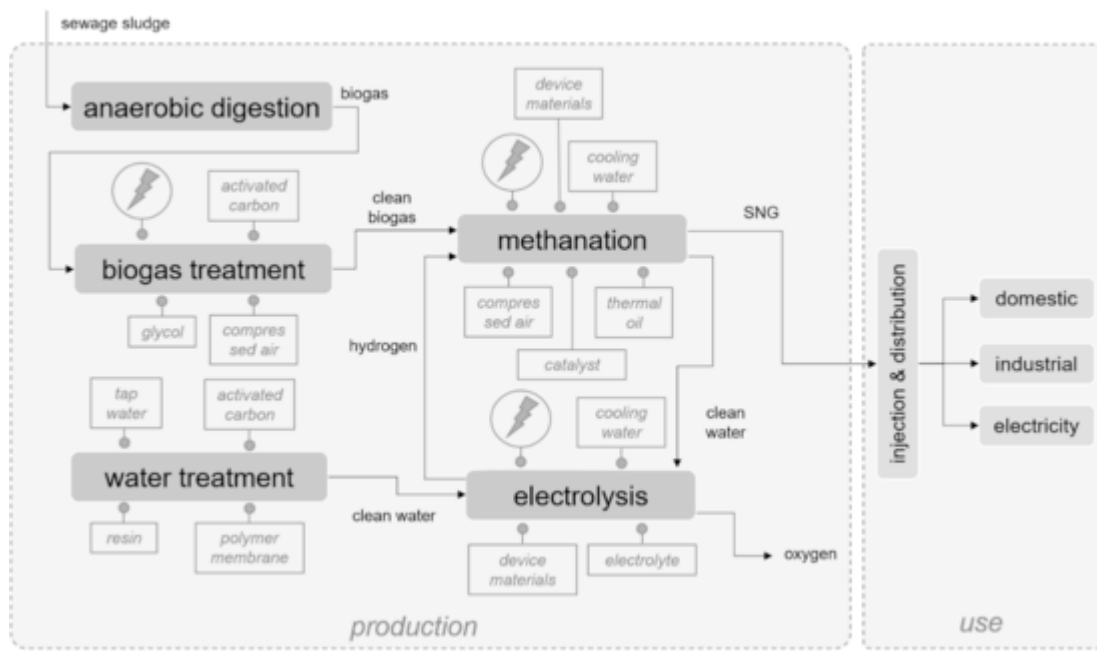 sewage sludge
anaerobic digestion
biogas
device
materials
activated
carbon
cooling
water
clean
biogas
SNG
biogas treatment
methanation
glycol
compres
sed air
compres
sed air
thermal
oil
catalyst
hydrogen
injection & distribution
domestic
industrial
electricity
tap
water
activated
carbon
cooling
water
clean
water
water treatment
clean water
electrolysis
resin
polymer
membrane
device
materials
electrolyte
oxygen
production
use